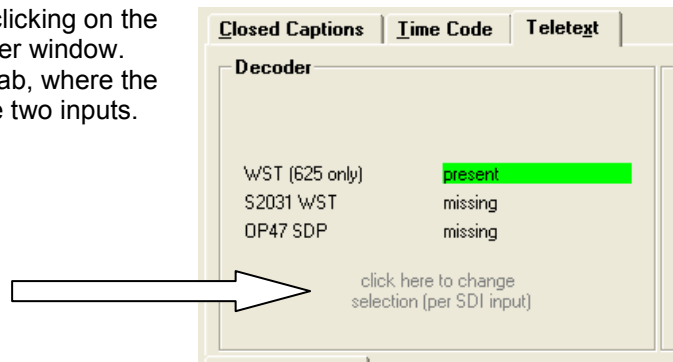 clicking on the
er window.
ab, where the
e two inputs.
Closed Captions Time Code Teletext
Decoder
WST (625 only) present
S2031 WST missing
OP47 SDP missing
click here to change
selection (per SDI input)